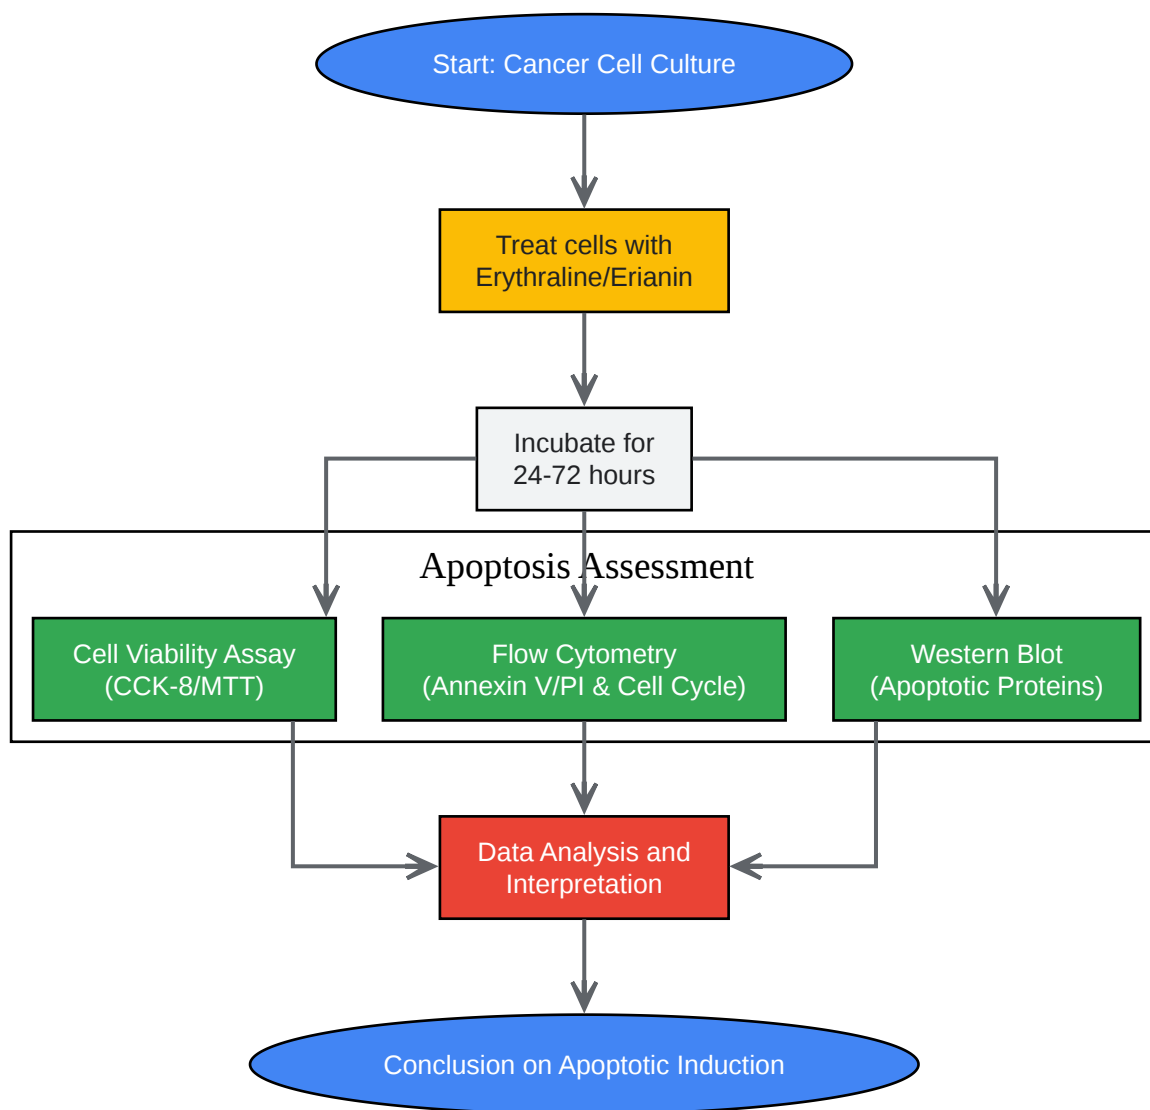 Start: Cancer Cell Culture
Treat cells with
Erythraline/Erianin
Incubate for
24-72 hours
Apoptosis Assessment
Cell Viability Assay
(CCK-8/MTT)
Flow Cytometry
(Annexin V/PI & Cell Cycle)
Western Blot
(Apoptotic Proteins)
Data Analysis and
Interpretation
Conclusion on Apoptotic Induction